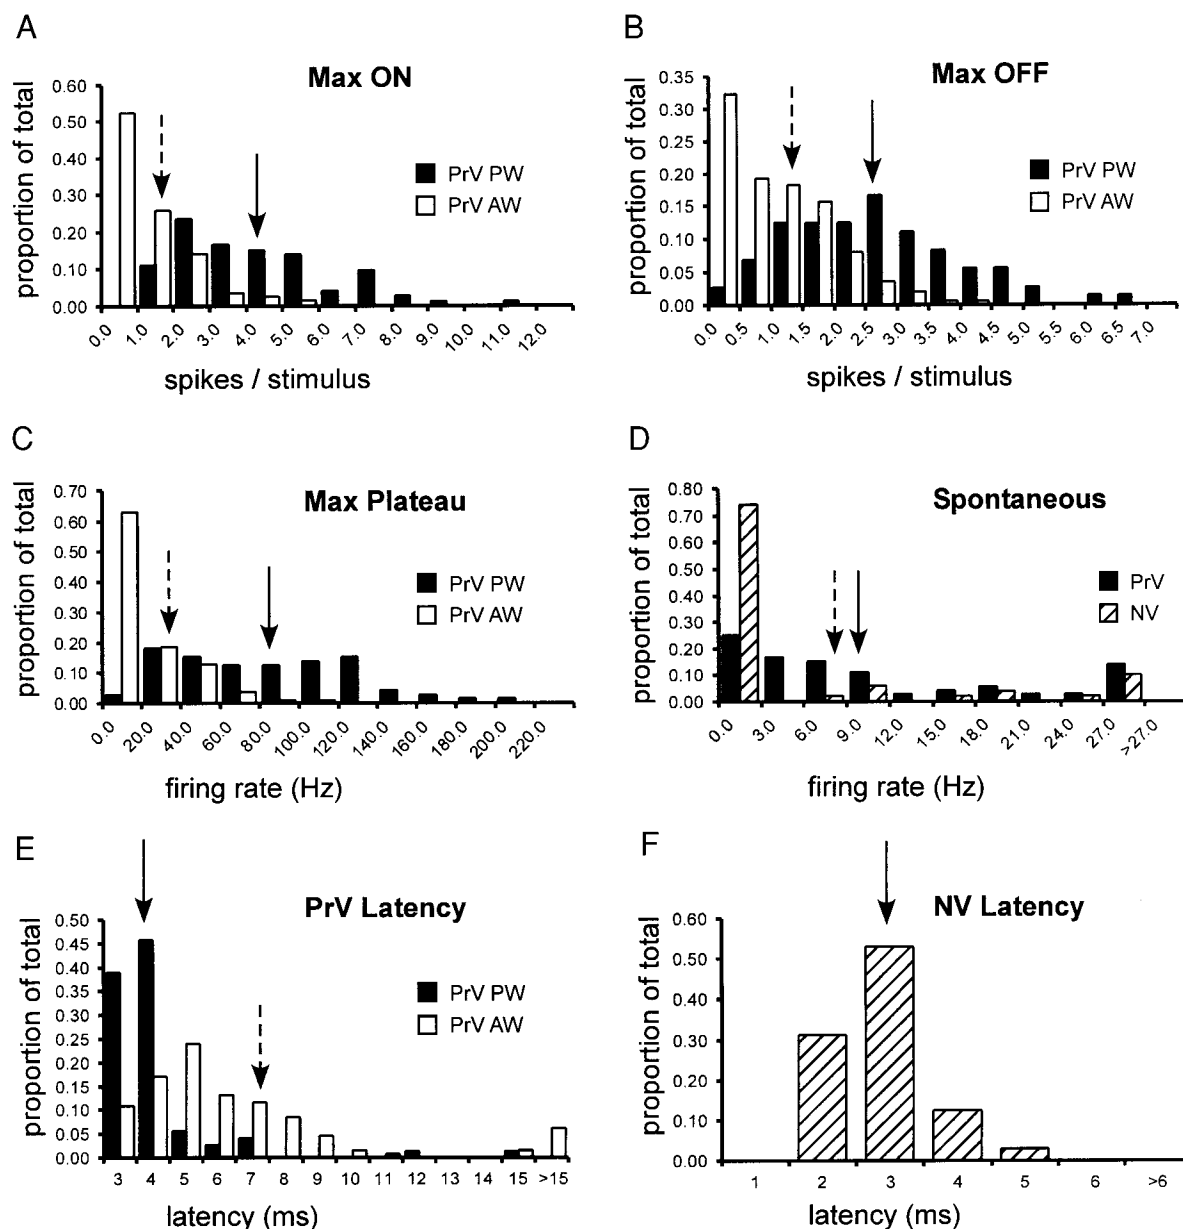 A
Max ON
proportion of total
0.60
0.50
0.40
0.30
0.20
0.10
0.00
PrV PW
PrV AW
0.0 1.0 2.0 3.0 4.0 5.0 6.0 7.0 8.0 9.0 10.0 11.0 12.0
spikes / stimulus
B
Max OFF
proportion of total
0.35
0.30
0.25
0.20
0.15
0.10
0.05
0.00
PrV PW
PrV AW
0.0 0.5 1.0 1.5 2.0 2.5 3.0 3.5 4.0 4.5 5.0 5.5 6.0 6.5 7.0
spikes / stimulus
C
Max Plateau
proportion of total
0.70
0.60
0.50
0.40
0.30
0.20
0.10
0.00
PrV PW
PrV AW
0.0 20.0 40.0 60.0 80.0 100.0 120.0 140.0 160.0 180.0 200.0 220.0
firing rate (Hz)
D
Spontaneous
proportion of total
0.80
0.70
0.60
0.50
0.40
0.30
0.20
0.10
0.00
PrV
NV
0.0 3.0 6.0 9.0 12.0 15.0 18.0 21.0 24.0 27.0 >27.0
firing rate (Hz)
E
PrV Latency
proportion of total
0.50
0.45
0.40
0.35
0.30
0.25
0.20
0.15
0.10
0.05
0.00
PrV PW
PrV AW
3 4 5 6 7 8 9 10 11 12 13 14 15 >15
latency (ms)
F
NV Latency
proportion of total
0.60
0.50
0.40
0.30
0.20
0.10
0.00
1 2 3 4 5 6 >6
latency (ms)